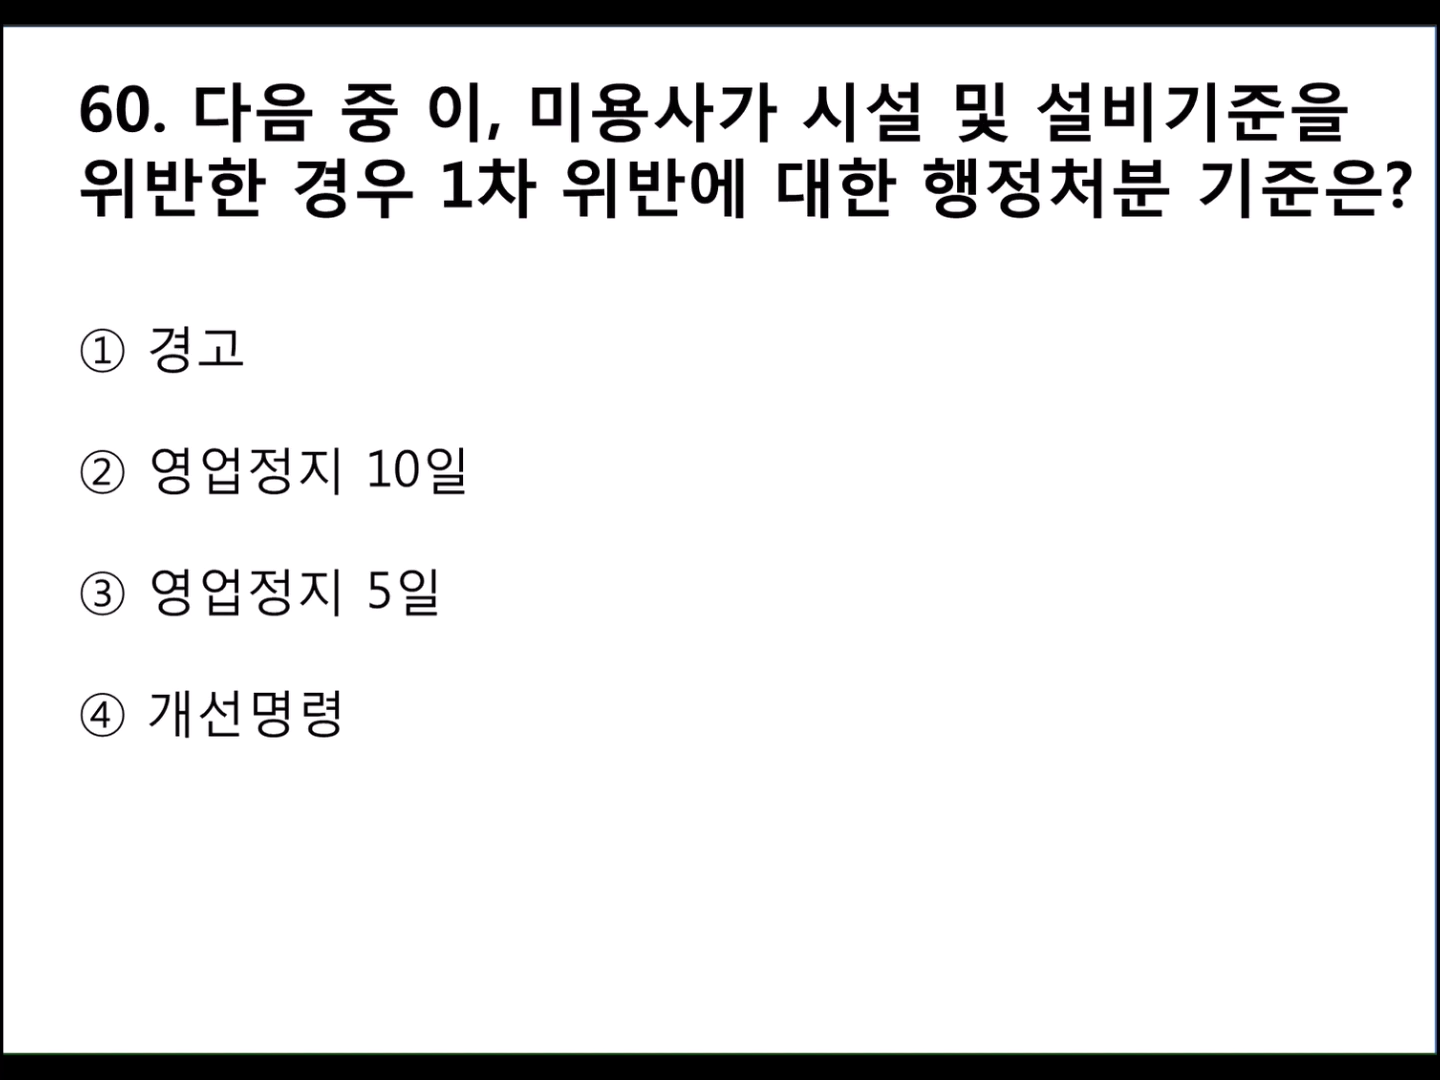 60. 다음 중 이, 미용사가 시설 및 설비기준을
위반한 경우 1차 위반에 대한 행정처분 기준은?
① 경고
② 영업정지 10일
③ 영업정지 5일
④ 개선명령